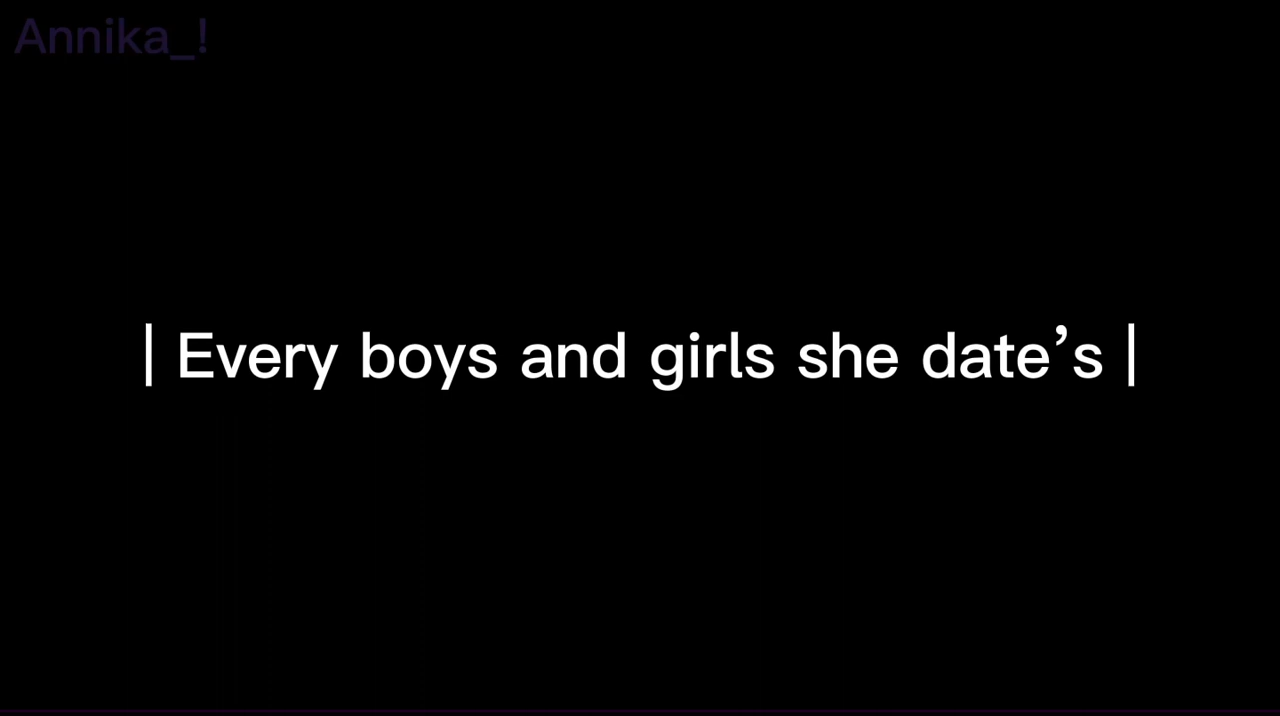 Annika_!
| Every boys and girls she date’s |